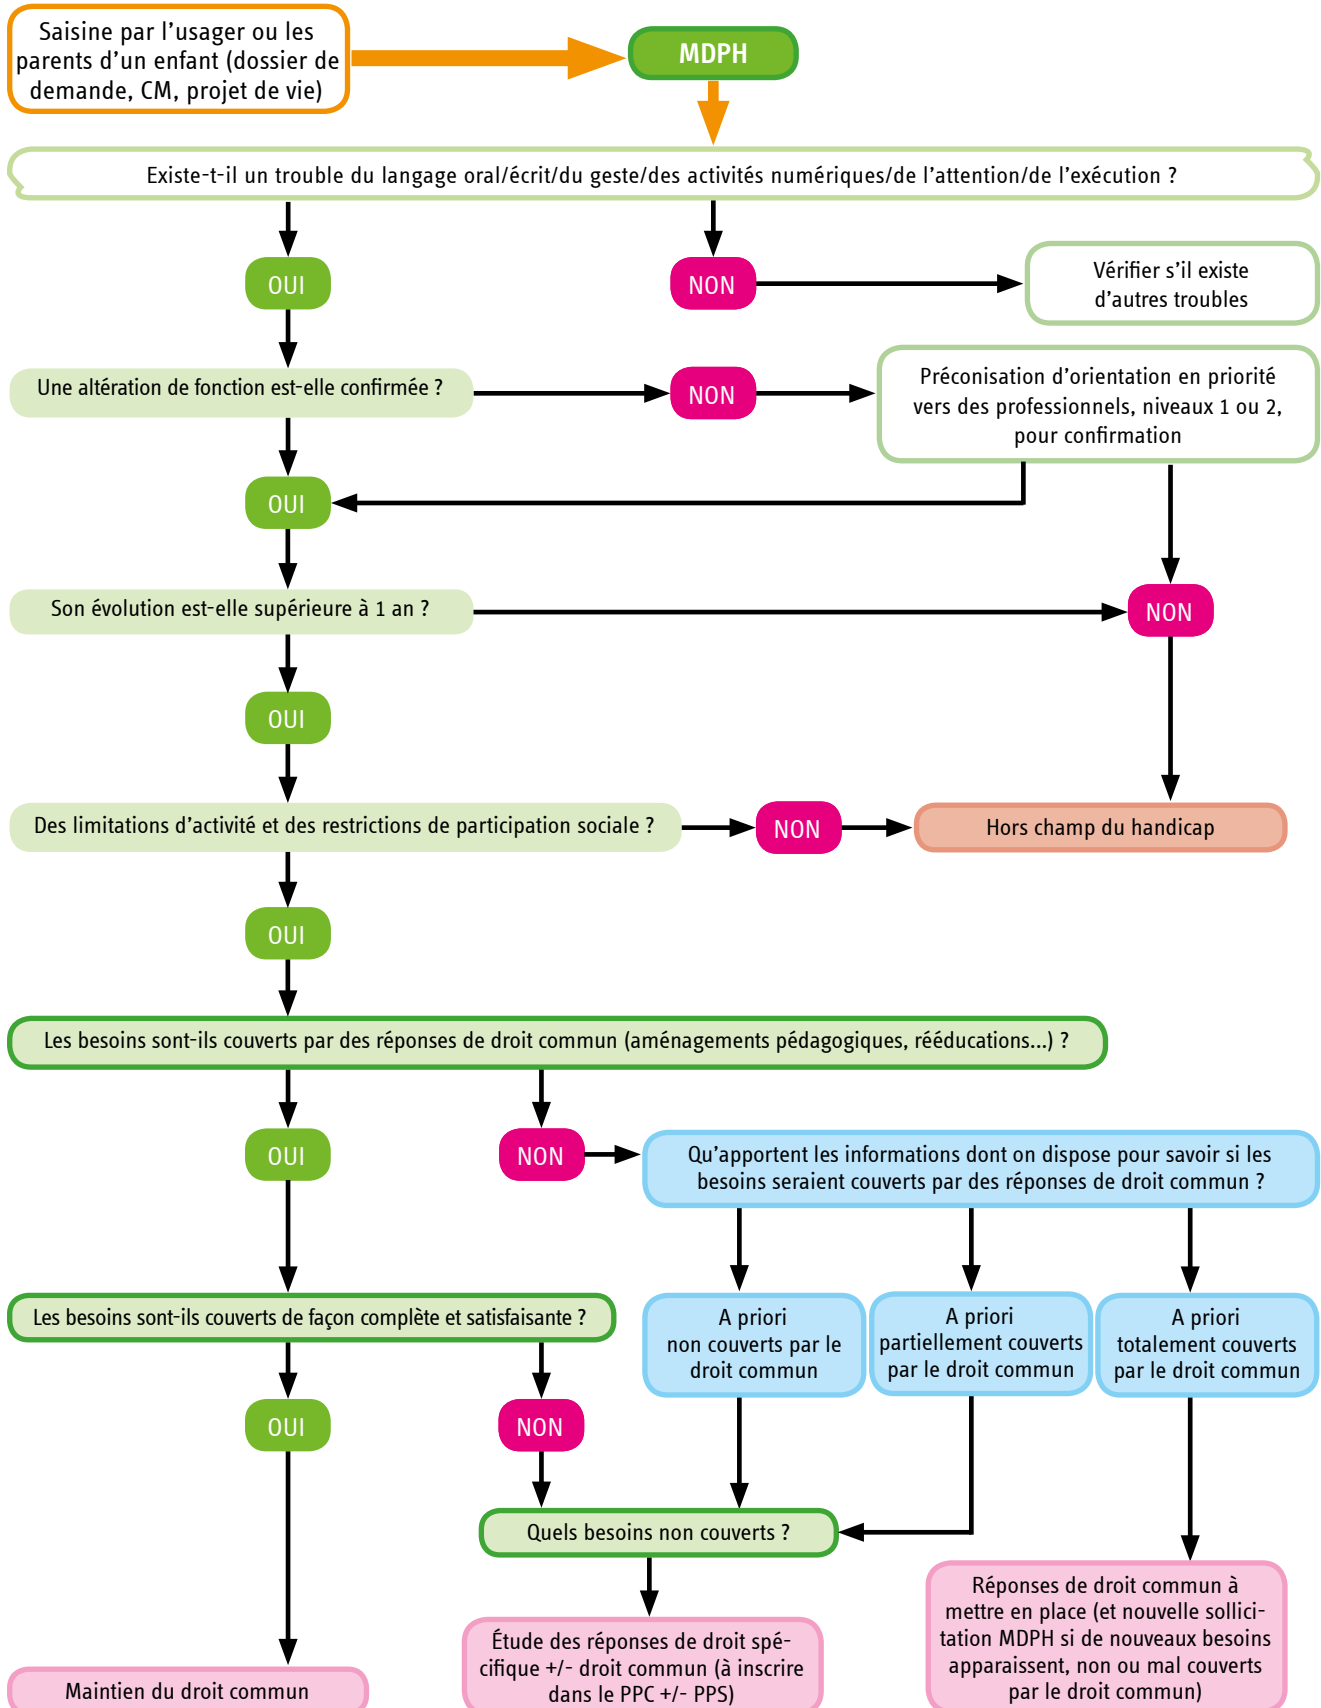 Saisine par l'usager ou les
parents d'un enfant (dossier de
demande, CM, projet de vie)
MDPH
Existe-t-il un trouble du langage oral/écrit/du geste/des activités numériques/de l'attention/de l'exécution ?
OUI
NON
Vérifier s'il existe
d'autres troubles
Une altération de fonction est-elle confirmée ?
NON
Préconisation d'orientation en priorité
vers des professionnels, niveaux 1 ou 2,
pour confirmation
OUI
Son évolution est-elle supérieure à 1 an ?
NON
OUI
Des limitations d'activité et des restrictions de participation sociale ?
NON
Hors champ du handicap
OUI
Les besoins sont-ils couverts par des réponses de droit commun (aménagements pédagogiques, rééducations...) ?
OUI
NON
Qu'apportent les informations dont on dispose pour savoir si les
besoins seraient couverts par des réponses de droit commun ?
Les besoins sont-ils couverts de façon complète et satisfaisante ?
A priori
non couverts par le
droit commun
A priori
partiellement couverts
par le droit commun
A priori
totalement couverts
par le droit commun
OUI
NON
Quels besoins non couverts ?
Maintien du droit commun
Étude des réponses de droit spé-
cifique +/- droit commun (à inscrire
dans le PPC +/- PPS)
Réponses de droit commun à
mettre en place (et nouvelle sollici-
tation MDPH si de nouveaux besoins
apparaissent, non ou mal couverts
par le droit commun)